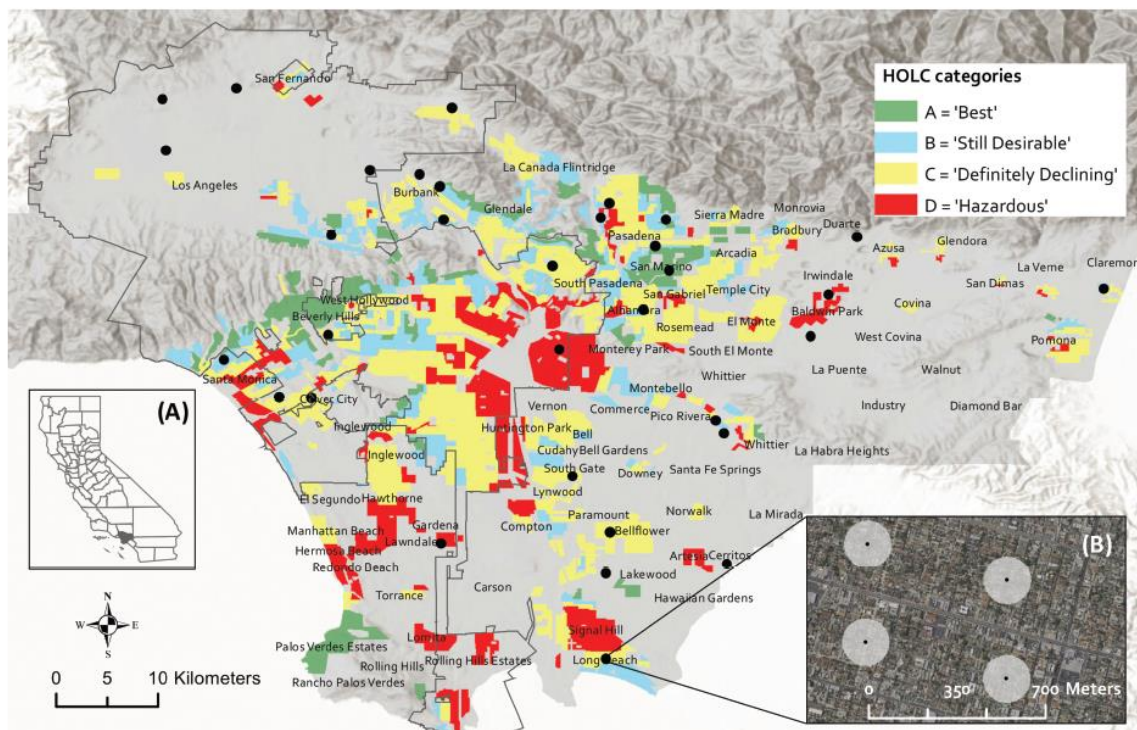 HOLC categories
A = 'Best'
B = 'Still Desirable'
C = 'Definitely Declining'
D = 'Hazardous'
San Fernando
La Canada Flintridge
Los Angeles
Burbank
Glendale
Sierra Madre
Monrovia
Bradbury
Duarte
Pasadena
Arcadia
Azusa
Glendora
San Marino
La Verne
Claremon
South Pasadena
San Gabriel
Temple City
Irwindale
San Dimas
West Hollywood
Beverly Hills
Alhambra
Rosemead
El Monte
Baldwin Park
Covina
West Covina
Pomona
Monterey Park
South El Monte
Santa Monica
Whittier
La Puente
Walnut
Montebello
Culver City
Vernon
Commerce
Pico Rivera
Industry
Diamond Bar
Inglewood
Huntington Park
Bell
Whittier
La Habra Heights
Inglewood
Cudahy
Bell Gardens
South Gate
Downey
Santa Fe Springs
El Segundo
Hawthorne
Lynwood
Manhattan Beach
Gardena
Compton
Paramount
Norwalk
La Mirada
Hermosa Beach
Lawndale
Bellflower
Redondo Beach
Artesia
Cerritos
Torrance
Carson
Lakewood
Hawaiian Gardens
Palos Verdes Estates
Lomita
Signal Hill
Rolling Hills
Rolling Hills Estates
Long Beach
Rancho Palos Verdes
(A)
N
W
E
S
0 5 10 Kilometers
(B)
0 350 700 Meters